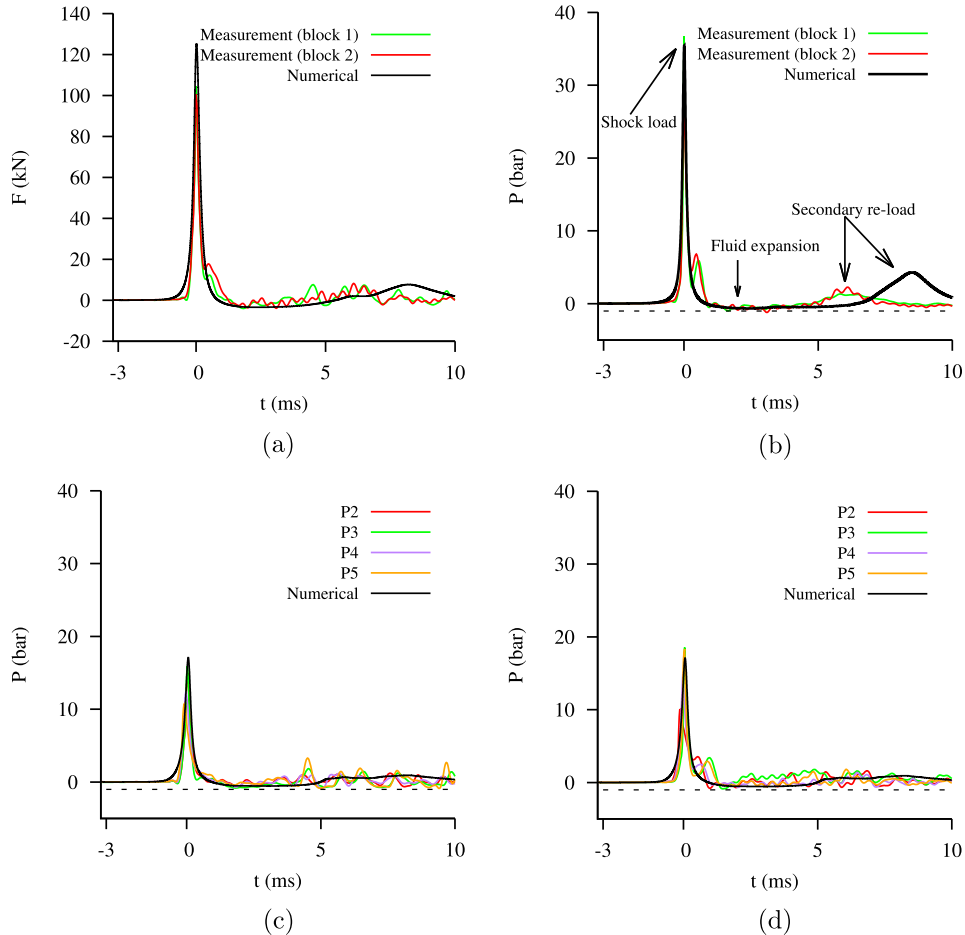 140
120
100
80
60
40
20
0
-20
F (kN)
Measurement (block 1)
Measurement (block 2)
Numerical
-3
0
5
10
t (ms)
(a)
40
30
20
10
0
P (bar)
Measurement (block 1)
Measurement (block 2)
Numerical
Shock load
Secondary re-load
Fluid expansion
-3
0
5
10
t (ms)
(b)
40
30
20
10
0
P (bar)
P2
P3
P4
P5
Numerical
-3
0
5
10
t (ms)
(c)
40
30
20
10
0
P (bar)
P2
P3
P4
P5
Numerical
-3
0
5
10
t (ms)
(d)